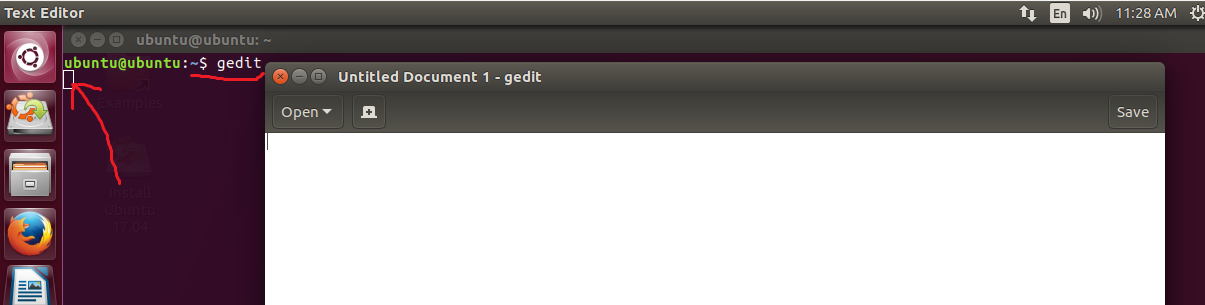 Text Editor
En
11:28 AM
ubuntu@ubuntu: ~
ubuntu@ubuntu:~$ gedit
Untitled Document 1 - gedit
Examples
Open
Save
Install
Ubuntu
17.04